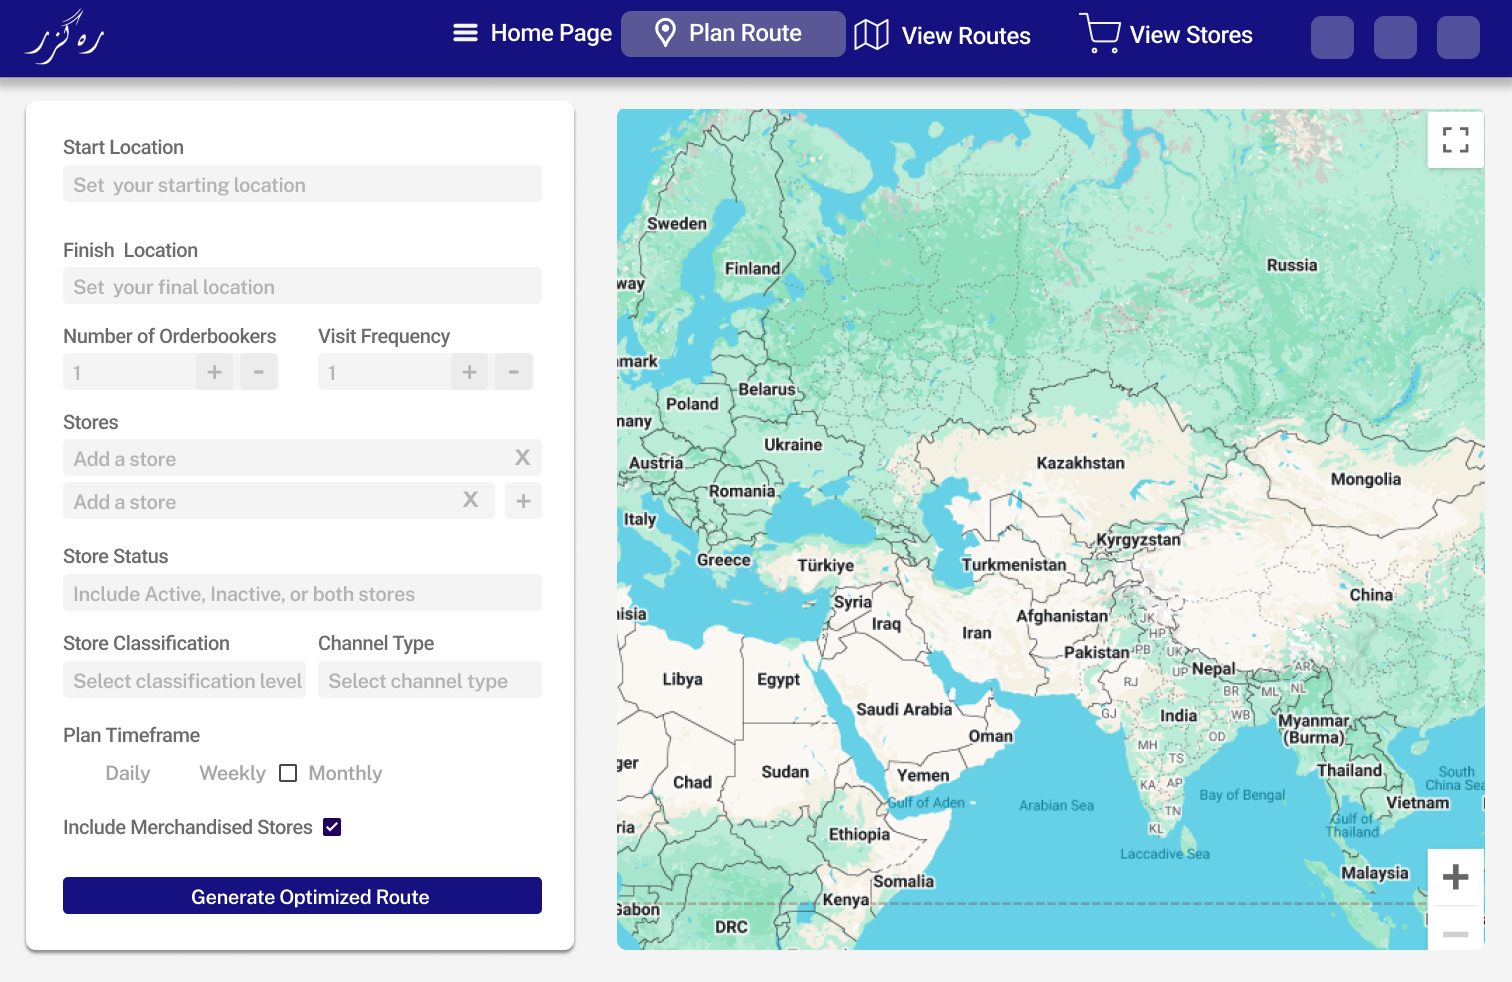 ره گزر
Home Page
Plan Route
View Routes
View Stores
Start Location
Set your starting location
Finish Location
Set your final location
Number of Orderbookers
Visit Frequency
1 + -
1 + -
Stores
Add a store X
Add a store X +
Store Status
Include Active, Inactive, or both stores
Store Classification
Channel Type
Select classification level
Select channel type
Plan Timeframe
Daily Weekly Monthly
Include Merchandised Stores
Generate Optimized Route
Sweden
Finland
Russia
way
mark
Belarus
Poland
many
Ukraine
Austria
Kazakhstan
Romania
Mongolia
Italy
Kyrgyzstan
Greece
Türkiye
Turkmenistan
China
Syria
Afghanistan
nisia
Iraq
Iran
JK
HP
Pakistan
PB
UK
Nepal
AR
UP
Libya
Egypt
RJ
BR
ML
NL
Saudi Arabia
GJ
India
WB
Myanmar
(Burma)
Oman
OD
MH
TS
ger
Chad
Sudan
Yemen
Thailand
South
China Sea
KA
AP
Bay of Bengal
Gulf of Aden
Arabian Sea
Vietnam
TN
Gulf of
Thailand
KL
ria
Ethiopia
Laccadive Sea
Malaysia
Somalia
Kenya
Gabon
DRC